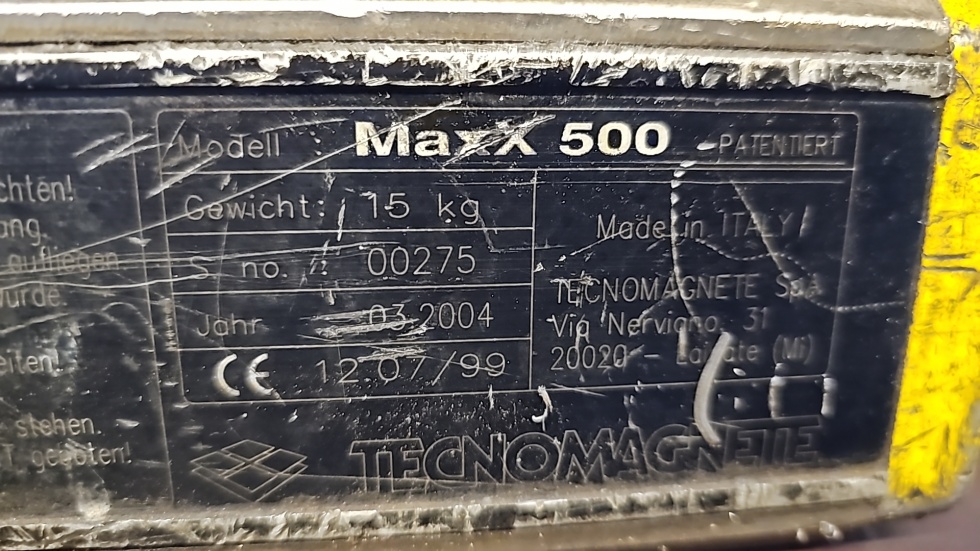 chten!
ang.
aufliegen
wurde.
eiten!
stehen.
T. geboten!
Modell : MaxX 500 PATENTIERT
Gewicht: 15 kg
S. no. : 00275
Jahr 03.2004
CE 12.07/99
Made in ITALY
TECNOMAGNETE SpA
Via Nerviano, 31
20020 - Lainate (Mi)
TECNOMAGNETE